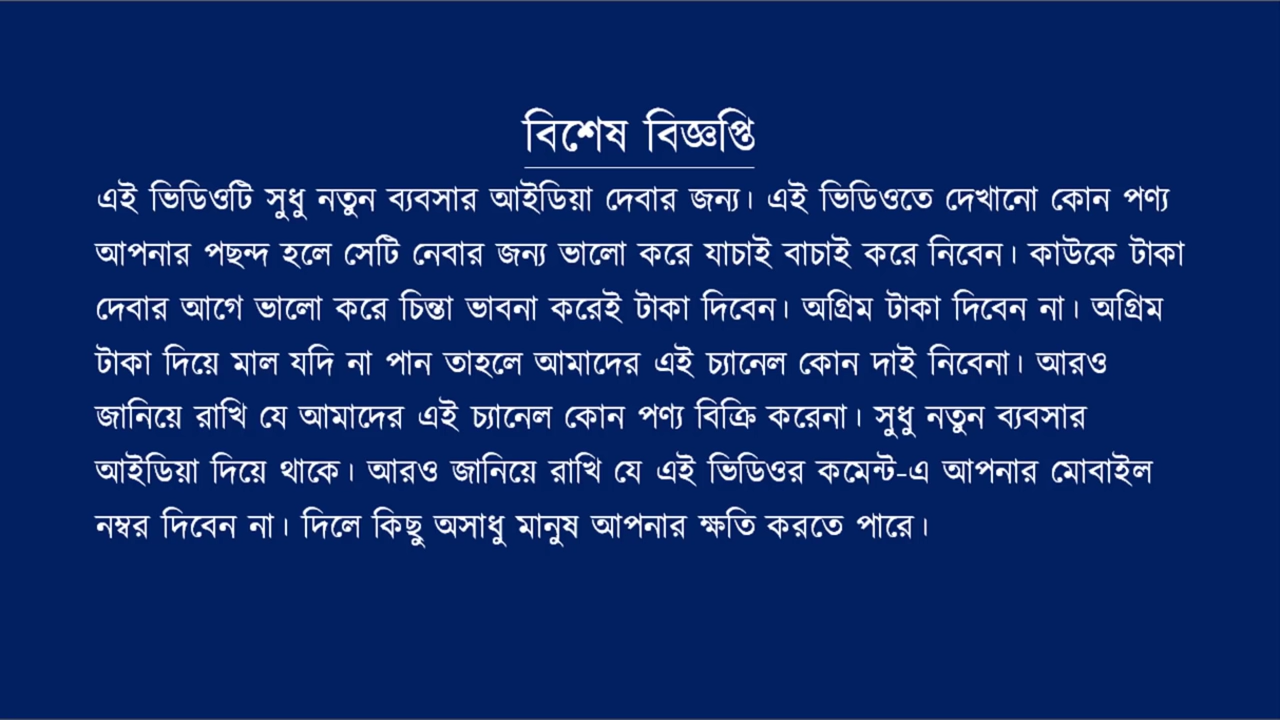 বিশেষ বিজ্ঞপ্তি
এই ভিডিওটি সুধু নতুন ব্যবসার আইডিয়া দেবার জন্য। এই ভিডিওতে দেখানো কোন পণ্য
আপনার পছন্দ হলে সেটি নেবার জন্য ভালো করে যাচাই বাচাই করে নিবেন। কাউকে টাকা
দেবার আগে ভালো করে চিন্তা ভাবনা করেই টাকা দিবেন। অগ্রিম টাকা দিবেন না। অগ্রিম
টাকা দিয়ে মাল যদি না পান তাহলে আমাদের এই চ্যানেল কোন দাই নিবেনা। আরও
জানিয়ে রাখি যে আমাদের এই চ্যানেল কোন পণ্য বিক্রি করেনা। সুধু নতুন ব্যবসার
আইডিয়া দিয়ে থাকে। আরও জানিয়ে রাখি যে এই ভিডিওর কমেন্ট-এ আপনার মোবাইল
নম্বর দিবেন না। দিলে কিছু অসাধু মানুষ আপনার ক্ষতি করতে পারে।